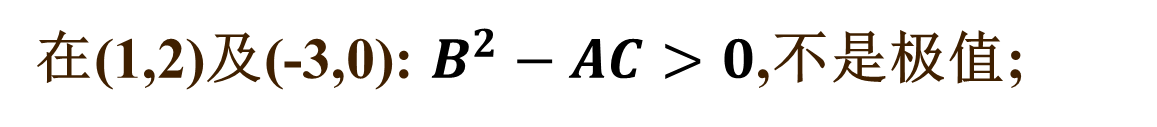 在(1,2)及(-3,0): B² − AC > 0,不是极值;